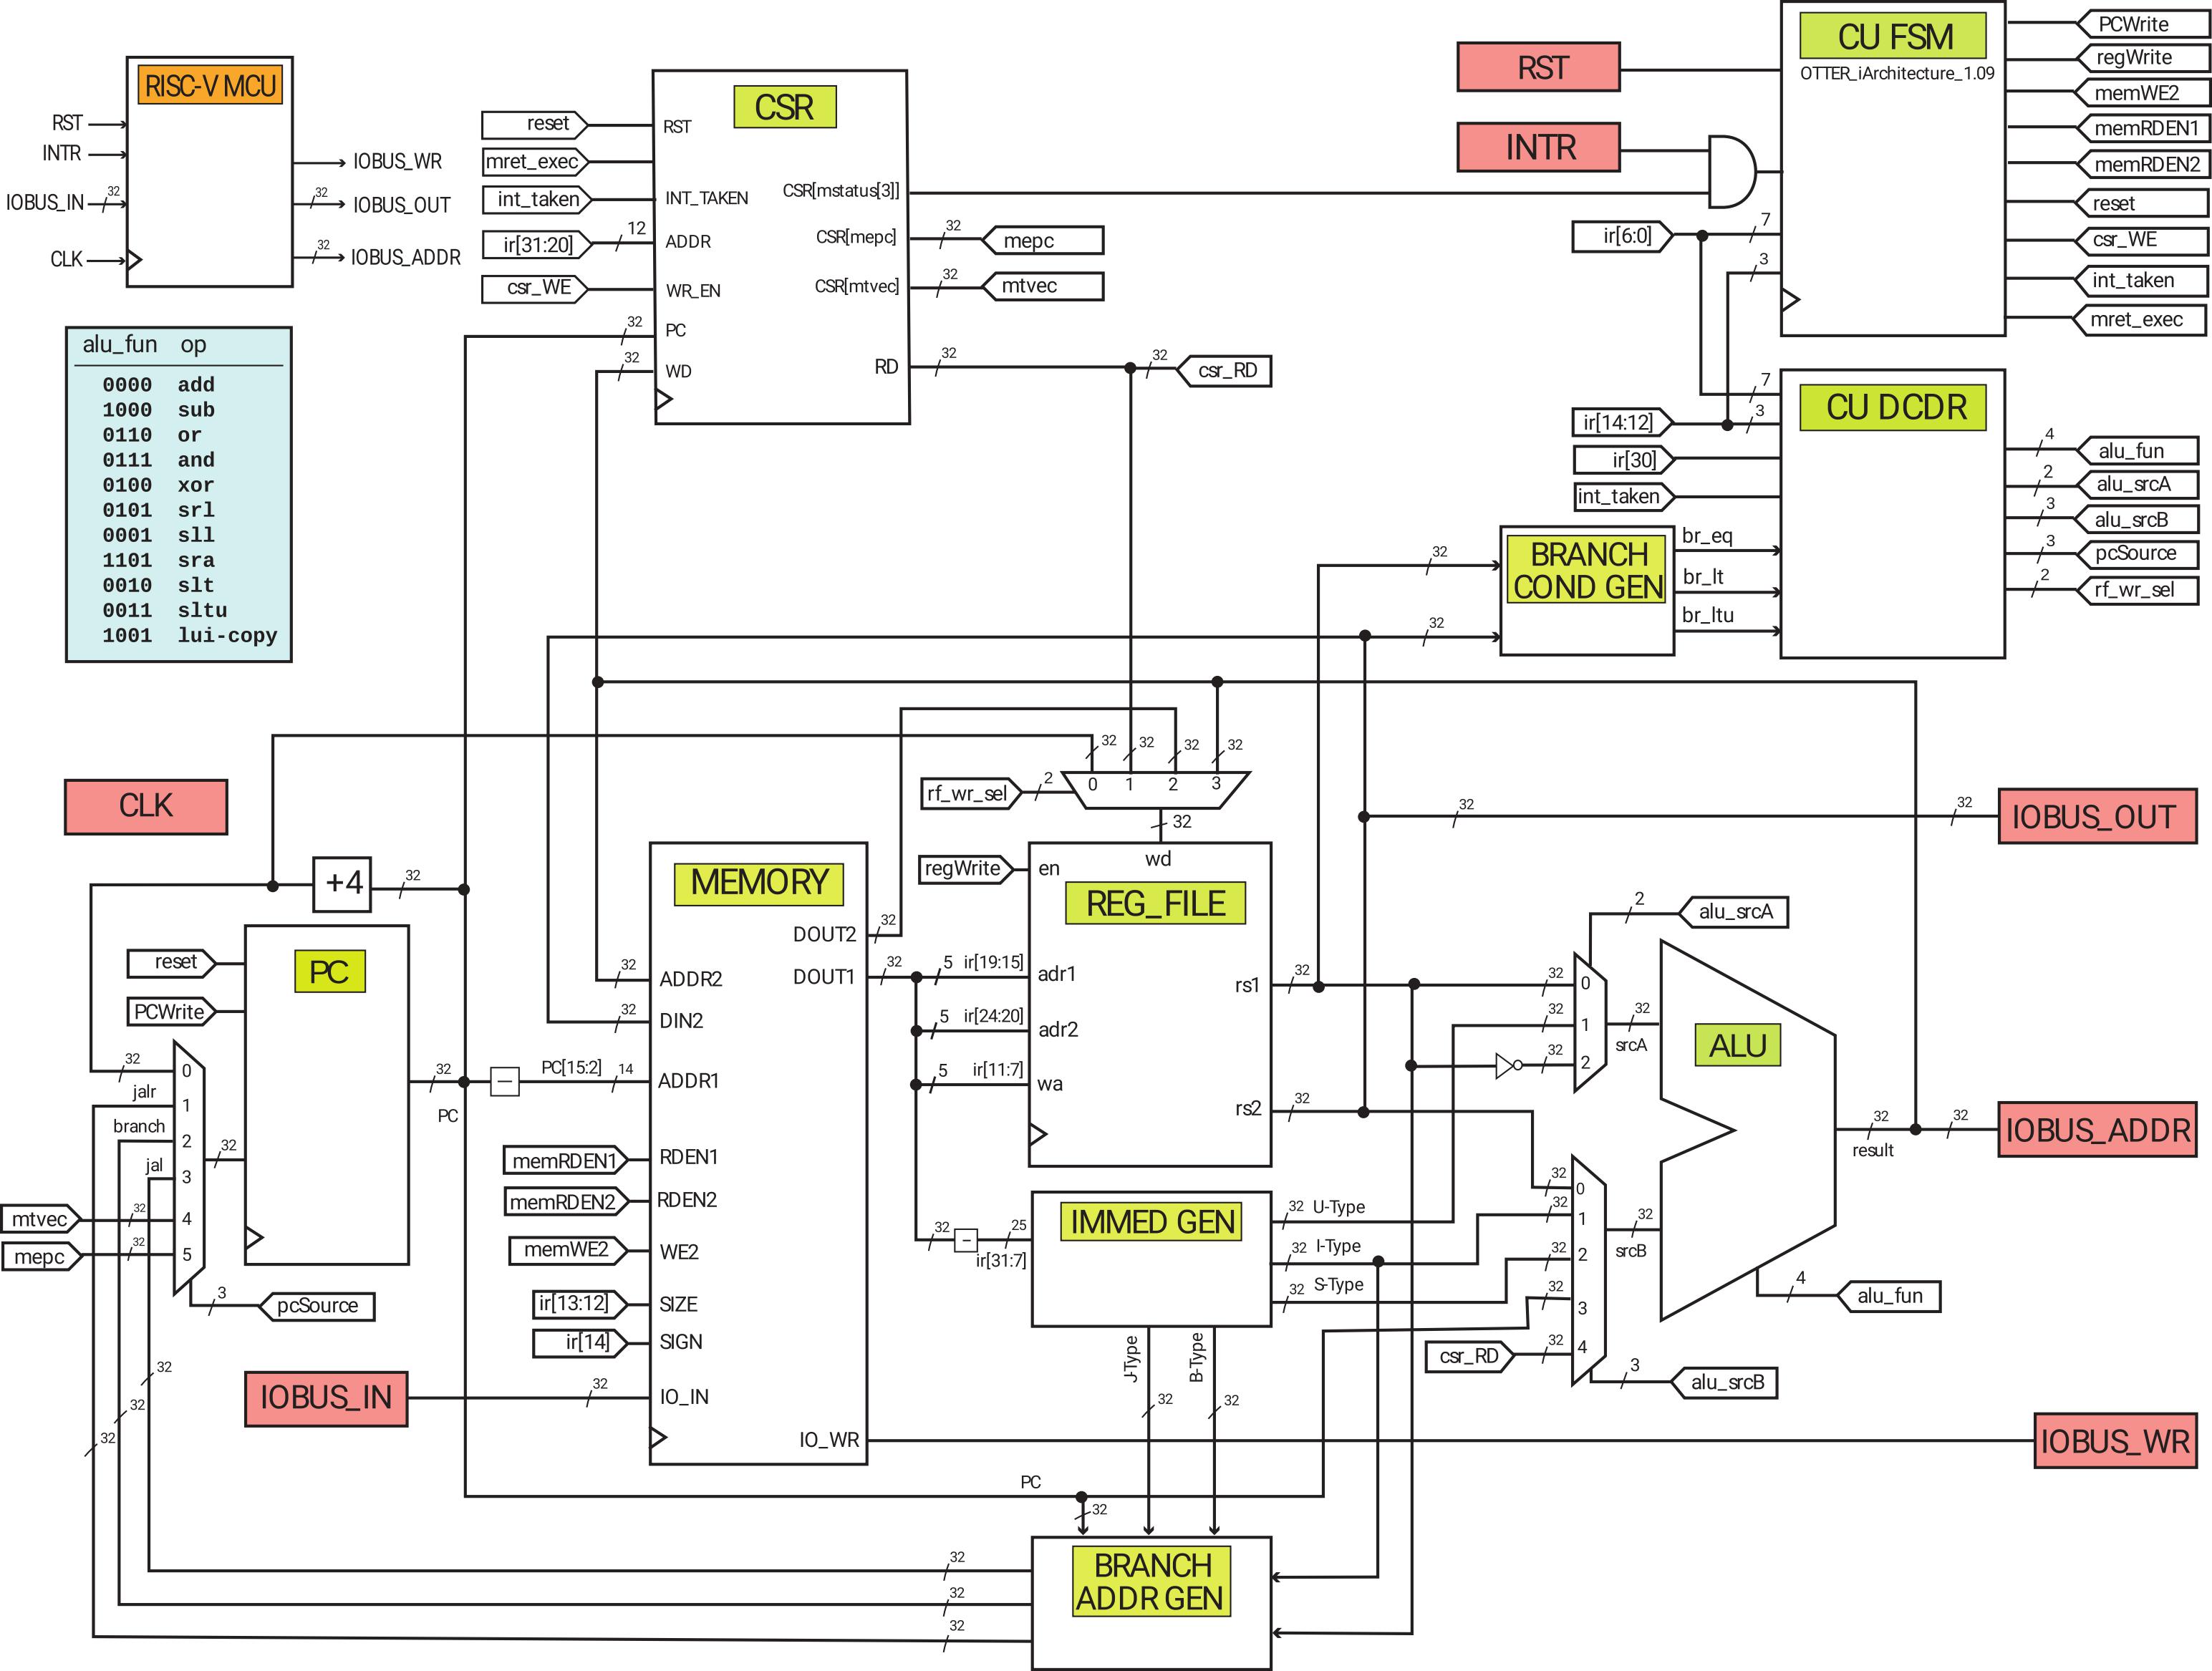 RISC-V MCU
RST
INTR
IOBUS_IN
32
CLK
IOBUS_WR
32
IOBUS_OUT
32
IOBUS_ADDR
alu_fun op
0000 add
1000 sub
0110 or
0111 and
0100 xor
0101 srl
0001 sll
1101 sra
0010 slt
0011 sltu
1001 lui-copy
CSR
reset
RST
mret_exec
int_taken
INT_TAKEN
ir[31:20]
12
ADDR
csr_WE
WR_EN
32
PC
32
WD
CSR[mstatus[3]]
CSR[mepc]
32
mepc
CSR[mtvec]
32
mtvec
RD
32
32
csr_RD
RST
INTR
CU FSM
OTTER_iArchitecture_1.09
ir[6:0]
7
3
PCWrite
regWrite
memWE2
memRDEN1
memRDEN2
reset
csr_WE
int_taken
mret_exec
CU DCDR
7
ir[14:12]
3
ir[30]
int_taken
4
alu_fun
2
alu_srcA
3
alu_srcB
3
pcSource
2
rf_wr_sel
BRANCH
COND GEN
32
32
br_eq
br_lt
br_ltu
32
32
32
32
rf_wr_sel
2
0
1
2
3
32
CLK
+4
32
PC
reset
PCWrite
32
0
jalr
1
branch
2
jal
3
mtvec
32
4
mepc
32
5
32
3
pcSource
32
32
32
32
PC
PC[15:2]
14
MEMORY
DOUT2
32
DOUT1
32
32
ADDR2
32
DIN2
ADDR1
memRDEN1
RDEN1
memRDEN2
RDEN2
memWE2
WE2
ir[13:12]
SIZE
ir[14]
SIGN
IOBUS_IN
32
IO_IN
IO_WR
regWrite
en
wd
REG_FILE
5
ir[19:15]
adr1
5
ir[24:20]
adr2
5
ir[11:7]
wa
rs1
32
rs2
32
32
25
ir[31:7]
IMMED GEN
32
U-Type
32
I-Type
32
S-Type
J-Type
B-Type
32
32
PC
32
BRANCH
ADDR GEN
32
32
32
32
32
IOBUS_OUT
2
alu_srcA
32
0
32
1
32
2
32
srcA
32
0
32
1
32
2
32
3
csr_RD
32
4
32
srcB
3
alu_srcB
ALU
4
alu_fun
32
result
32
IOBUS_ADDR
IOBUS_WR